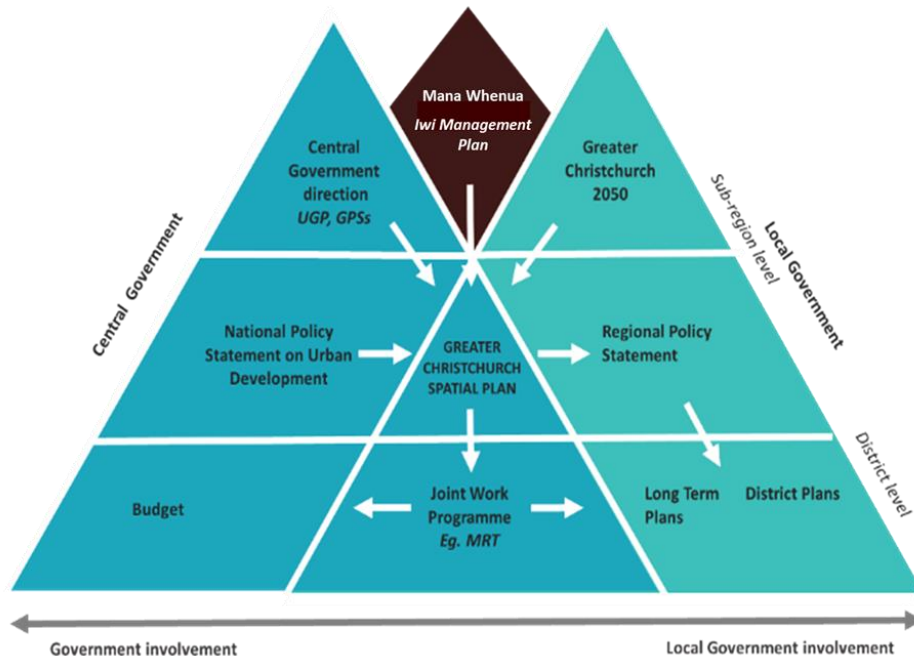 Mana Whenua
Iwi Management
Plan
Central
Government
direction
UGP, GPSs
Greater
Christchurch
2050
Central Government
Sub-region level
Local Government
National Policy
Statement on Urban
Development
GREATER
CHRISTCHURCH
SPATIAL PLAN
Regional Policy
Statement
District level
Budget
Joint Work
Programme
Eg. MRT
Long Term
Plans
District Plans
Government involvement
Local Government involvement